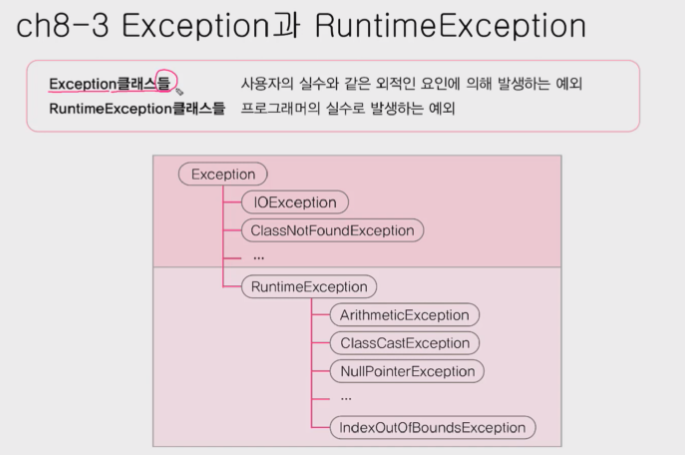 ch8-3 Exception과 RuntimeException
Exception클래스들 사용자의 실수와 같은 외적인 요인에 의해 발생하는 예외
RuntimeException클래스들 프로그래머의 실수로 발생하는 예외
Exception
IOException
ClassNotFoundException
...
RuntimeException
ArithmeticException
ClassCastException
NullPointerException
...
IndexOutOfBoundsException